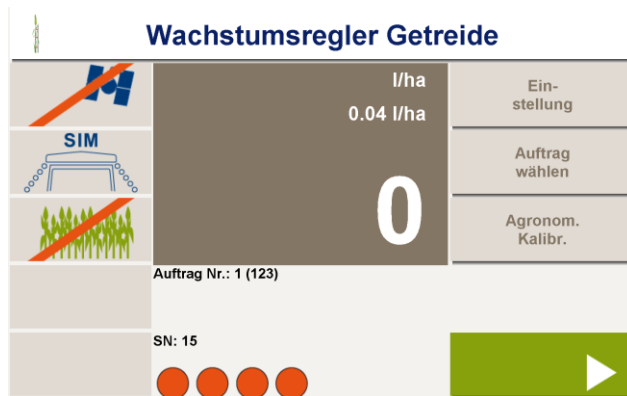 Wachstumsregler Getreide
l/ha
0.04 l/ha
0
SIM
Ein-
stellung
Auftrag
wählen
Agronom.
Kalibr.
Auftrag Nr.: 1 (123)
SN: 15